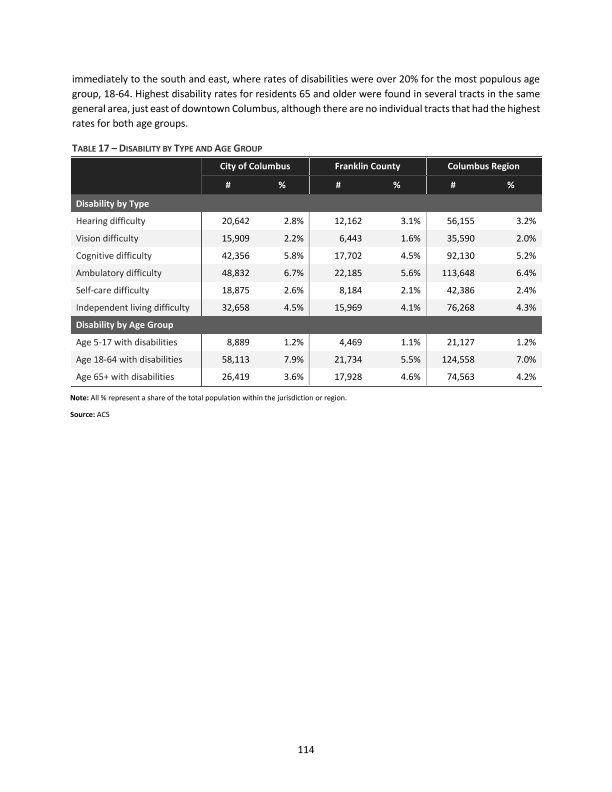 immediately to the south and east, where rates of disabilities were over 20% for the most populous age
group, 18-64. Highest disability rates for residents 65 and older were found in several tracts in the same
general area, just east of downtown Columbus, although there are no individual tracts that had the highest
rates for both age groups.
TABLE 17 – DISABILITY BY TYPE AND AGE GROUP
City of Columbus Franklin County Columbus Region
# % # % # %
Disability by Type
Hearing difficulty 20,642 2.8% 12,162 3.1% 56,155 3.2%
Vision difficulty 15,909 2.2% 6,443 1.6% 35,590 2.0%
Cognitive difficulty 42,356 5.8% 17,702 4.5% 92,130 5.2%
Ambulatory difficulty 48,832 6.7% 22,185 5.6% 113,648 6.4%
Self-care difficulty 18,875 2.6% 8,184 2.1% 42,386 2.4%
Independent living difficulty 32,658 4.5% 15,969 4.1% 76,268 4.3%
Disability by Age Group
Age 5-17 with disabilities 8,889 1.2% 4,469 1.1% 21,127 1.2%
Age 18-64 with disabilities 58,113 7.9% 21,734 5.5% 124,558 7.0%
Age 65+ with disabilities 26,419 3.6% 17,928 4.6% 74,563 4.2%
Note: All % represent a share of the total population within the jurisdiction or region.
Source: ACS
114